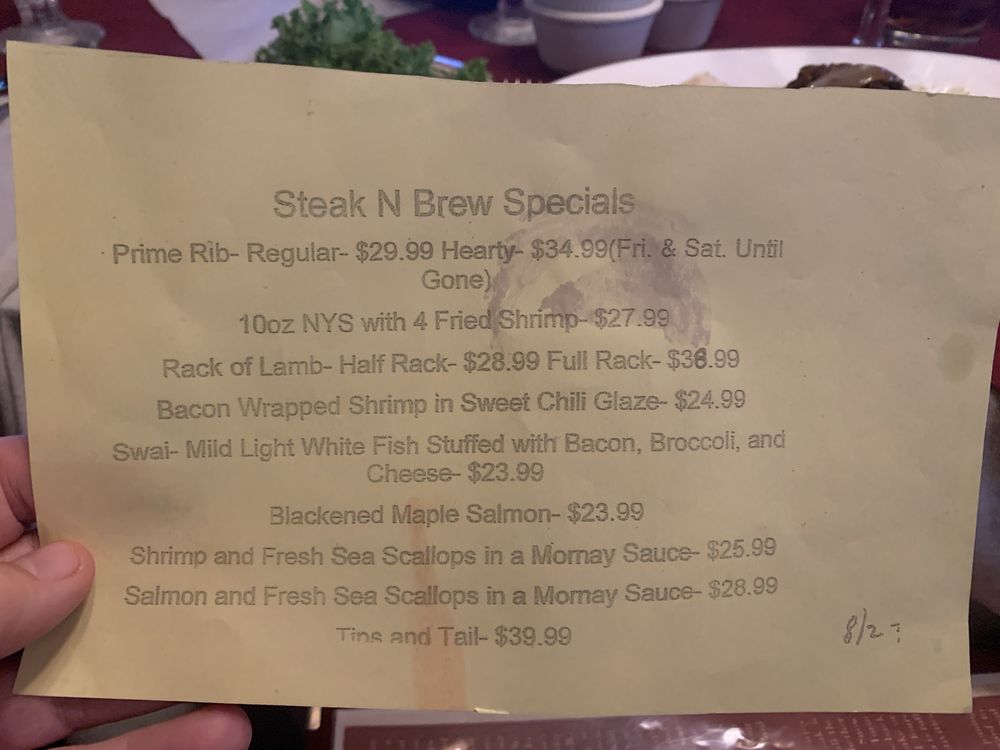 Steak N Brew Specials
Prime Rib- Regular- $29.99 Hearty- $34.99(Fri. & Sat. Until
Gone)
10oz NYS with 4 Fried Shrimp- $27.99
Rack of Lamb- Half Rack- $28.99 Full Rack- $38.99
Bacon Wrapped Shrimp in Sweet Chili Glaze- $24.99
Swai- Mild Light White Fish Stuffed with Bacon, Broccoli, and
Cheese- $23.99
Blackened Maple Salmon- $23.99
Shrimp and Fresh Sea Scallops in a Mornay Sauce- $25.99
Salmon and Fresh Sea Scallops in a Mornay Sauce- $28.99
Tips and Tail- $39.99